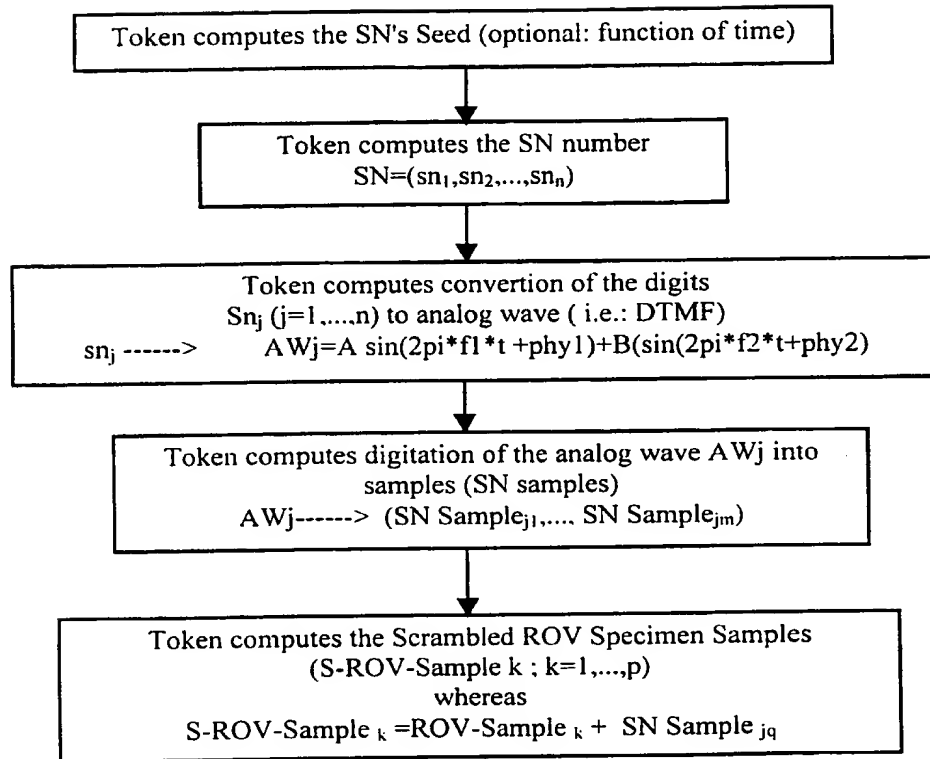 Token computes the SN's Seed (optional: function of time)
Token computes the SN number
SN=(sn1,sn2,...,snn)
Token computes convertion of the digits
Snj (j=1,...,n) to analog wave ( i.e.: DTMF)
snj ------> AWj=A sin(2pi*f1*t +phy1)+B(sin(2pi*f2*t+phy2)
Token computes digitation of the analog wave AWj into
samples (SN samples)
AWj------> (SN Samplej1,..., SN Samplejm)
Token computes the Scrambled ROV Specimen Samples
(S-ROV-Sample k ; k=1,...,p)
whereas
S-ROV-Sample k =ROV-Sample k + SN Sample jq